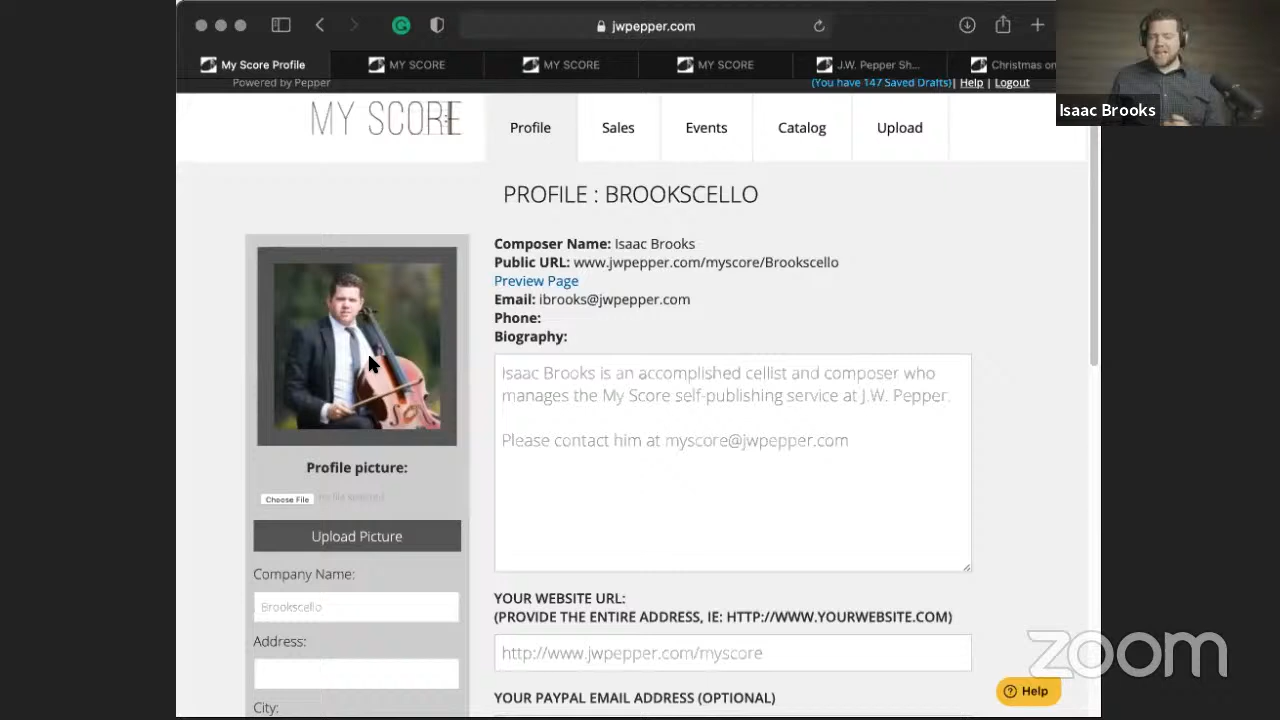 jwpepper.com
My Score Profile
MY SCORE
MY SCORE
MY SCORE
J.W. Pepper Sh...
Christmas on
Powered by Pepper
(You have 147 Saved Drafts)| Help | Logout
MY SCORE
Profile
Sales
Events
Catalog
Upload
Isaac Brooks
PROFILE : BROOKSCELLO
Composer Name: Isaac Brooks
Public URL: www.jwpepper.com/myscore/Brookscello
Preview Page
Email: ibrooks@jwpepper.com
Phone:
Biography:
Isaac Brooks is an accomplished cellist and composer who
manages the My Score self-publishing service at J.W. Pepper.
Please contact him at myscore@jwpepper.com
Profile picture:
Choose File no file selected
Upload Picture
Company Name:
Brookscello
Address:
City:
YOUR WEBSITE URL:
(PROVIDE THE ENTIRE ADDRESS, IE: HTTP://WWW.YOURWEBSITE.COM)
http://www.jwpepper.com/myscore
YOUR PAYPAL EMAIL ADDRESS (OPTIONAL)
Help
zoom